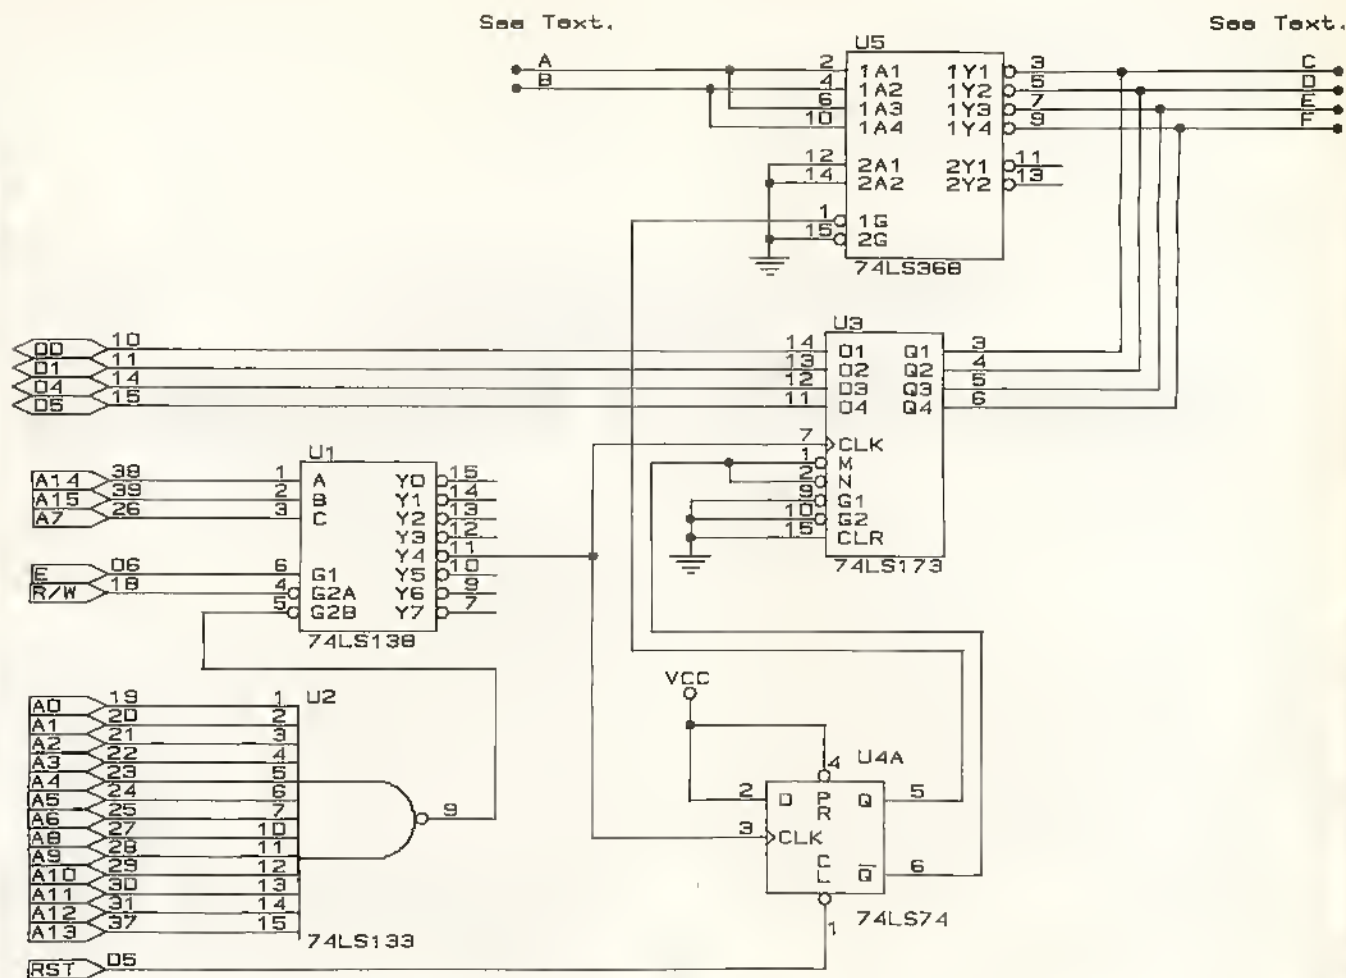 See Text.
See Text.
U5
A 2 1A1 1Y1 3 C
B 4 1A2 1Y2 5 D
6 1A3 1Y3 7 E
10 1A4 1Y4 9 F
12 2A1 2Y1 11
14 2A2 2Y2 13
1 1G
15 2G
74LS368
U3
D0 10 14 D1 Q1 3
D1 11 13 D2 Q2 4
D4 14 12 D3 Q3 5
D5 15 11 D4 Q4 6
7 CLK
1 M
2 N
9 G1
10 G2
15 CLR
74LS173
U1
A14 38 1 A Y0 15
A15 39 2 B Y1 14
A7 26 3 C Y2 13
Y3 12
Y4 11
E 06 6 G1 Y5 10
R/W 18 4 G2A Y6 9
5 G2B Y7 7
74LS138
VCC
U2
A0 19 1
A1 20 2
A2 21 3
A3 22 4
A4 23 5
A5 24 6
A6 25 7
A8 27 10
A9 28 11
A10 29 12
A11 30 13
A12 31 14
A13 37 15
9
74LS133
U4A
4
2 D PR Q 5
3 CLK
CL Q̅ 6
1
74LS74
RST 05